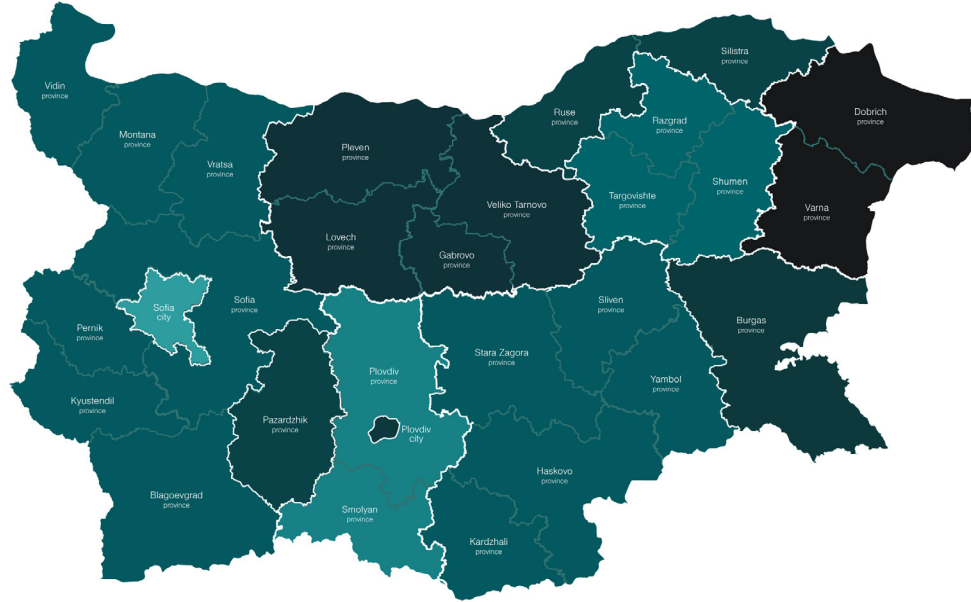 Silistra
province
Vidin
province
Dobrich
province
Ruse
province
Razgrad
province
Montana
province
Pleven
province
Vratsa
province
Shumen
province
Targovishte
province
Veliko Tarnovo
province
Varna
province
Lovech
province
Gabrovo
province
Sofia
city
Sofia
province
Sliven
province
Burgas
province
Pernik
province
Stara Zagora
province
Plovdiv
province
Yambol
province
Kyustendil
province
Pazardzhik
province
Plovdiv
city
Haskovo
province
Blagoevgrad
province
Smolyan
province
Kardzhali
province